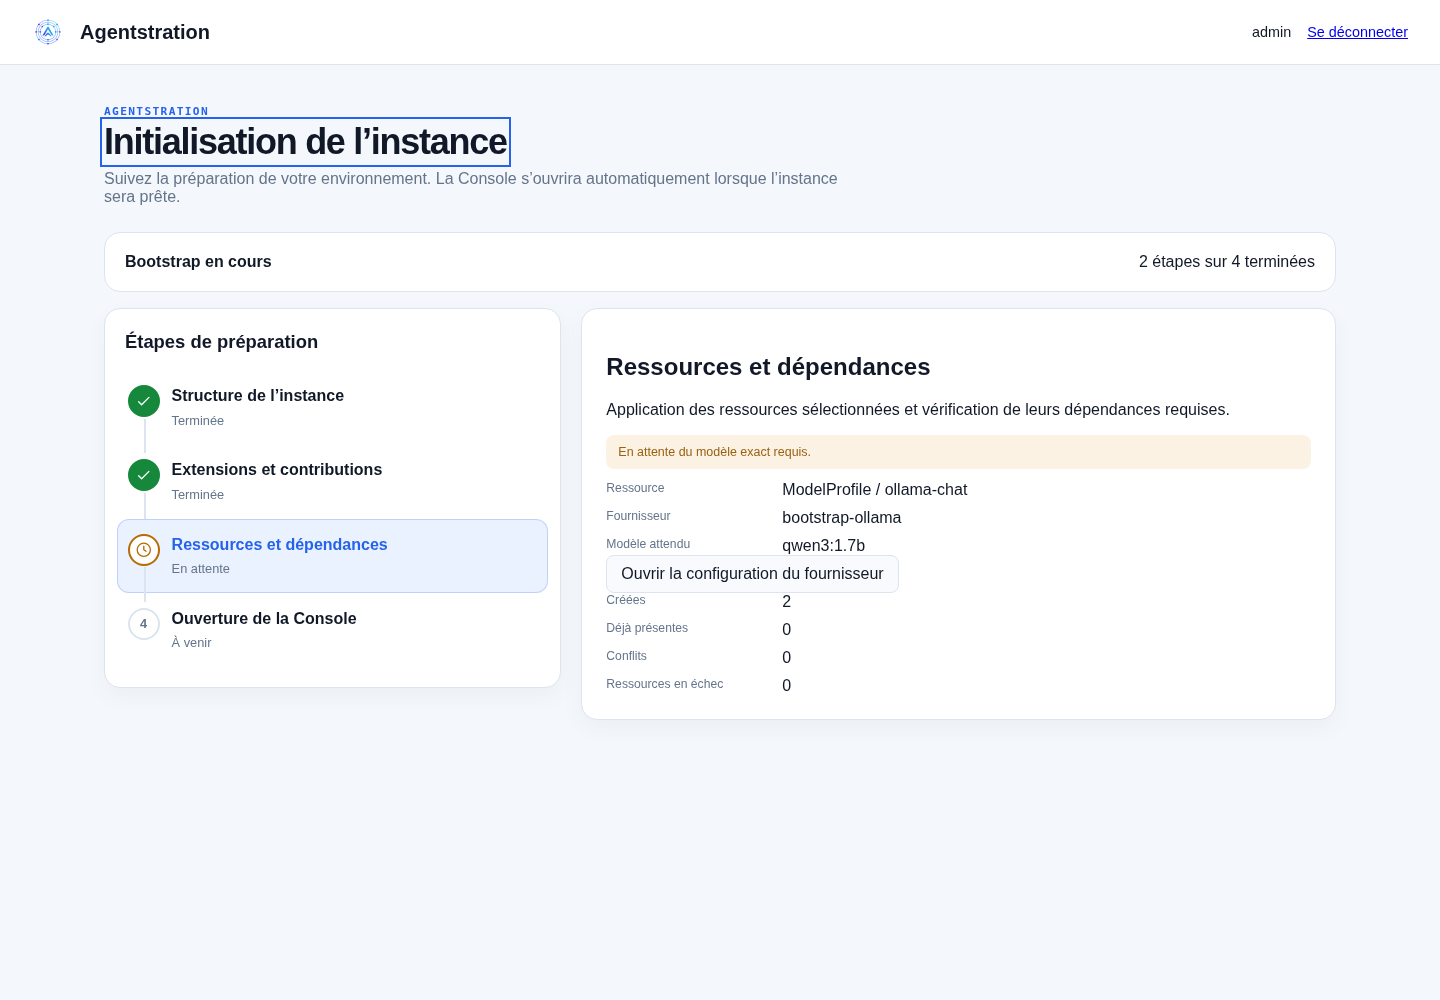 Agentstration
admin Se déconnecter
AGENTSTRATION
Initialisation de l’instance
Suivez la préparation de votre environnement. La Console s’ouvrira automatiquement lorsque l’instance
sera prête.
Bootstrap en cours
2 étapes sur 4 terminées
Étapes de préparation
Structure de l’instance
Terminée
Extensions et contributions
Terminée
Ressources et dépendances
En attente
4 Ouverture de la Console
À venir
Ressources et dépendances
Application des ressources sélectionnées et vérification de leurs dépendances requises.
En attente du modèle exact requis.
Ressource ModelProfile / ollama-chat
Fournisseur bootstrap-ollama
Modèle attendu qwen3:1.7b
Ouvrir la configuration du fournisseur
Créées 2
Déjà présentes 0
Conflits 0
Ressources en échec 0